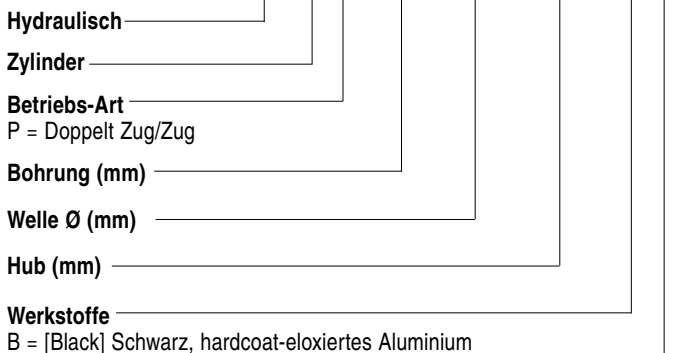 Hydraulisch
Zylinder
Betriebs-Art
P = Doppelt Zug/Zug
Bohrung (mm)
Welle Ø (mm)
Hub (mm)
Werkstoffe
B = [Black] Schwarz, hardcoat-eloxiertes Aluminium